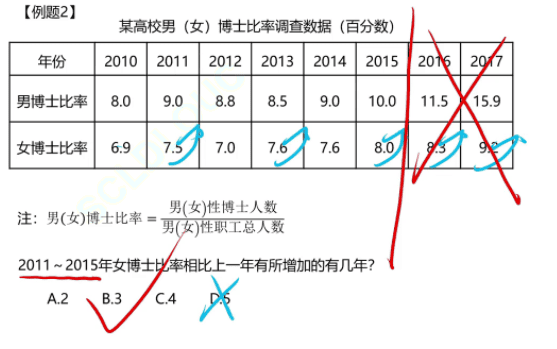 【例题2】
某高校男（女）博士比率调查数据（百分数）
年份 2010 2011 2012 2013 2014 2015 2016 2017
男博士比率 8.0 9.0 8.8 8.5 9.0 10.0 11.5 15.9
女博士比率 6.9 7.5 7.0 7.6 7.6 8.0 8.3 9.2
注：男(女)博士比率=男(女)性博士人数/男(女)性职工总人数
2011～2015年女博士比率相比上一年有所增加的有几年？
A.2 B.3 C.4 D.5